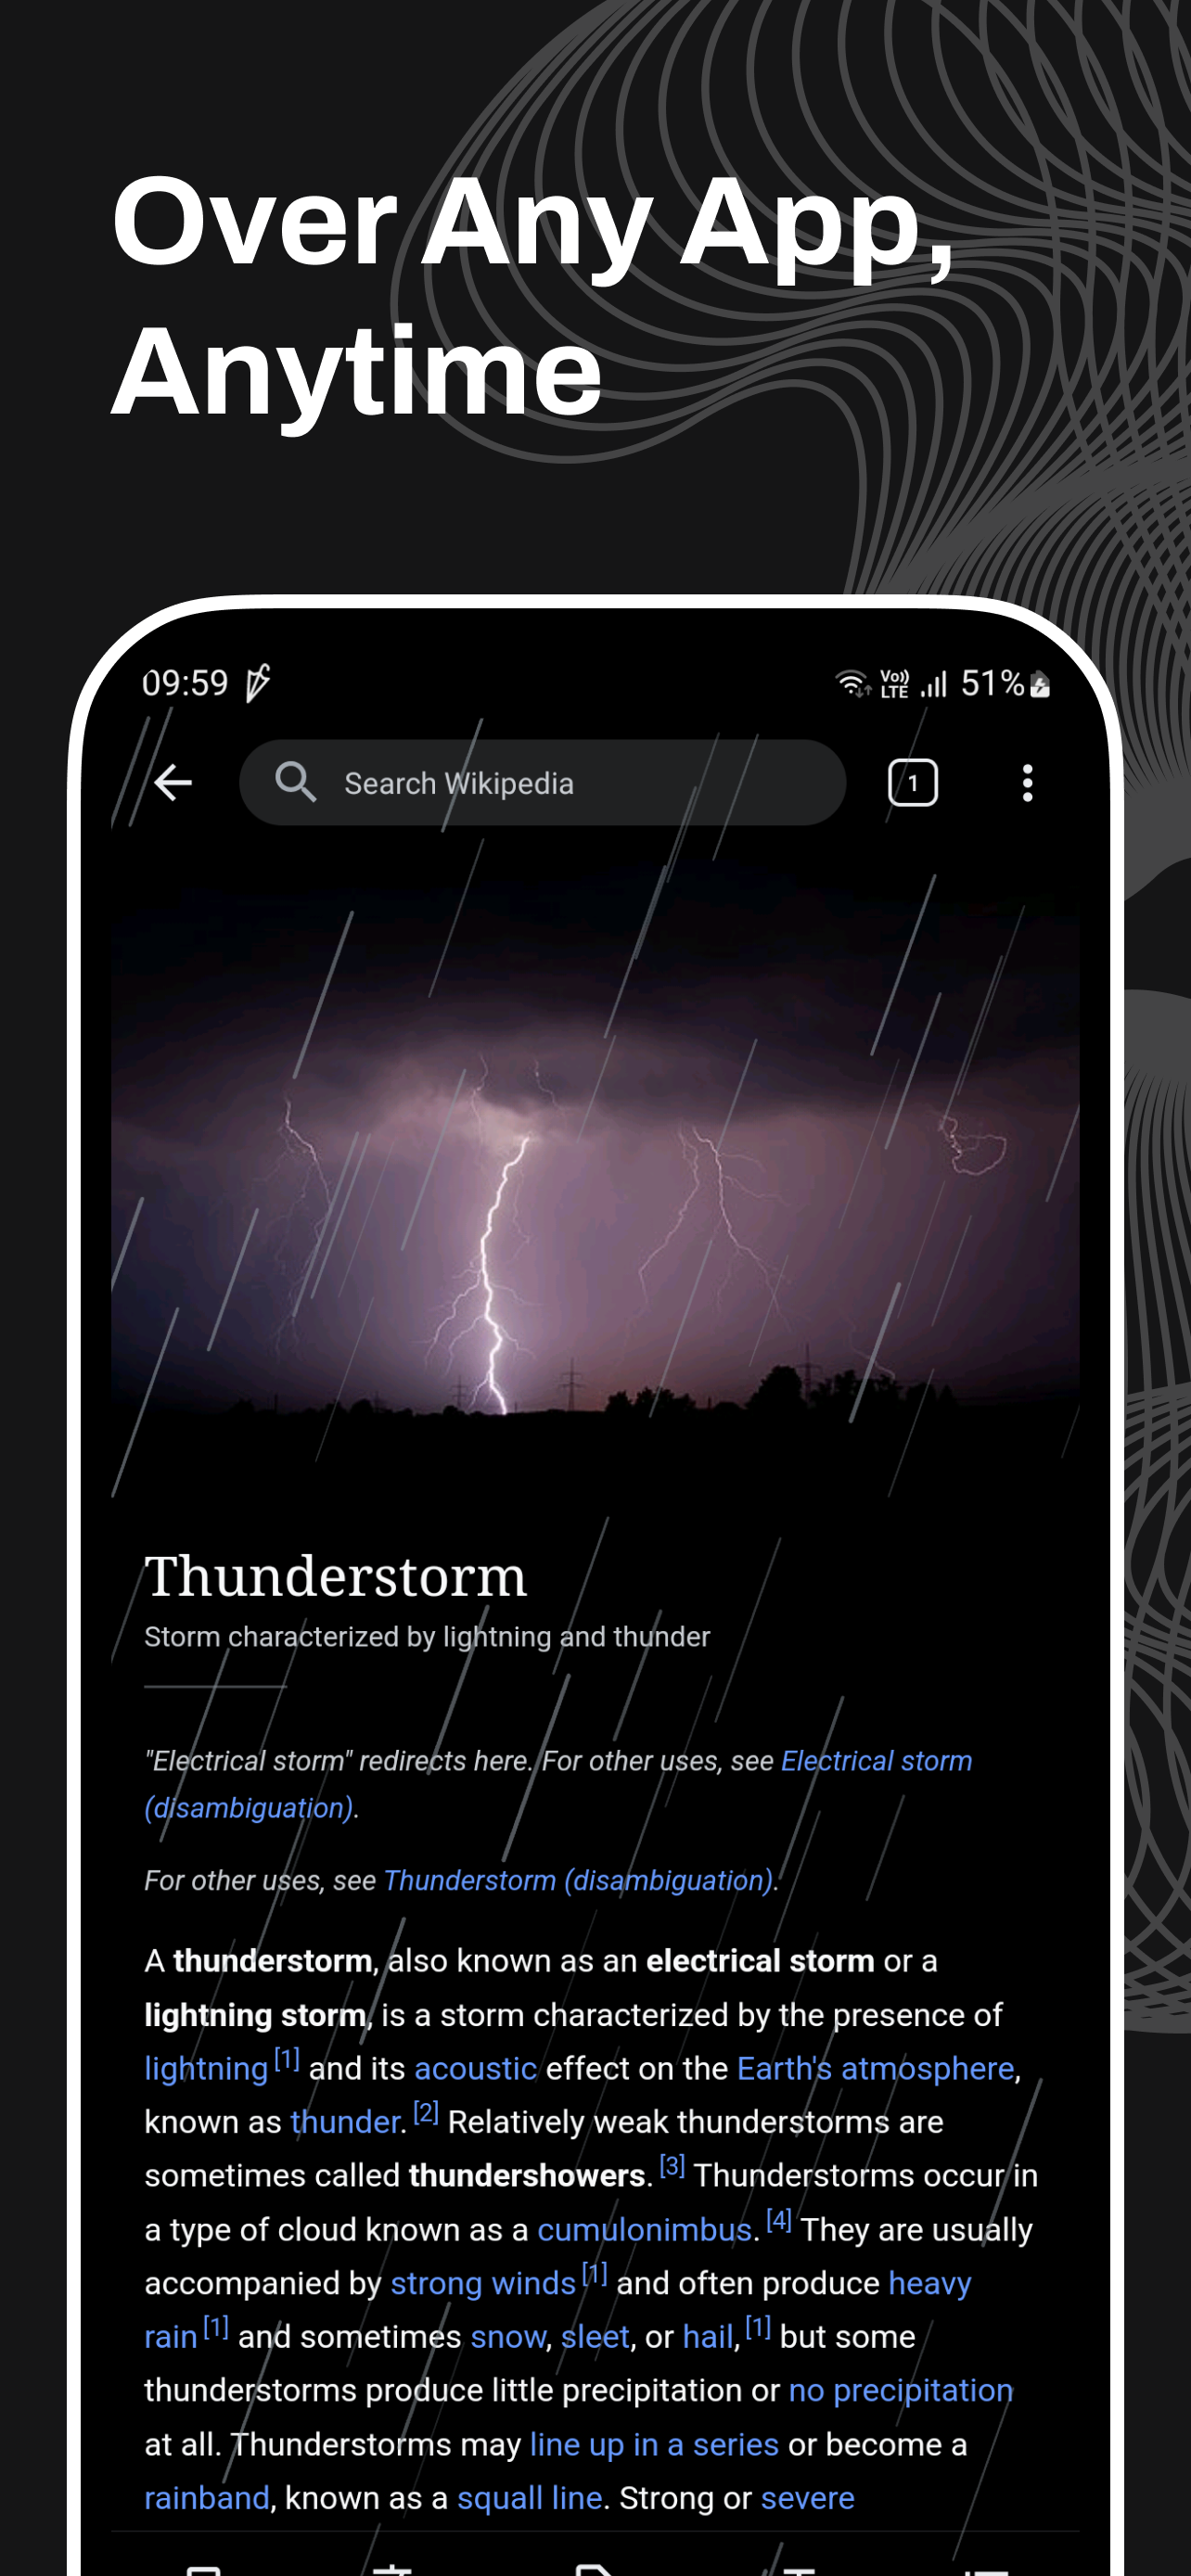 Over Any App,
Anytime
09:59 Vo)) LTE 51%
Search Wikipedia 1
Thunderstorm
Storm characterized by lightning and thunder
"Electrical storm" redirects here. For other uses, see Electrical storm
(disambiguation).
For other uses, see Thunderstorm (disambiguation).
A thunderstorm, also known as an electrical storm or a
lightning storm, is a storm characterized by the presence of
lightning [1] and its acoustic effect on the Earth's atmosphere,
known as thunder. [2] Relatively weak thunderstorms are
sometimes called thundershowers. [3] Thunderstorms occur in
a type of cloud known as a cumulonimbus. [4] They are usually
accompanied by strong winds [1] and often produce heavy
rain [1] and sometimes snow, sleet, or hail, [1] but some
thunderstorms produce little precipitation or no precipitation
at all. Thunderstorms may line up in a series or become a
rainband, known as a squall line. Strong or severe